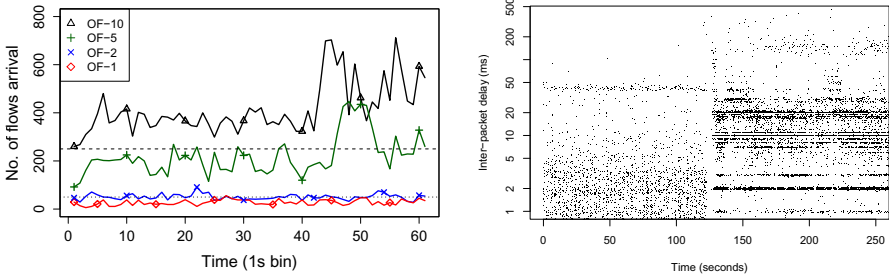 No. of flows arrival
800
600
400
200
0
OF−10
OF−5
OF−2
OF−1
0 10 20 30 40 50 60
Time (1s bin)
Inter−packet delay (ms)
500
200
50
20
10
5
2
1
0 50 100 150 200 250
Time (seconds)